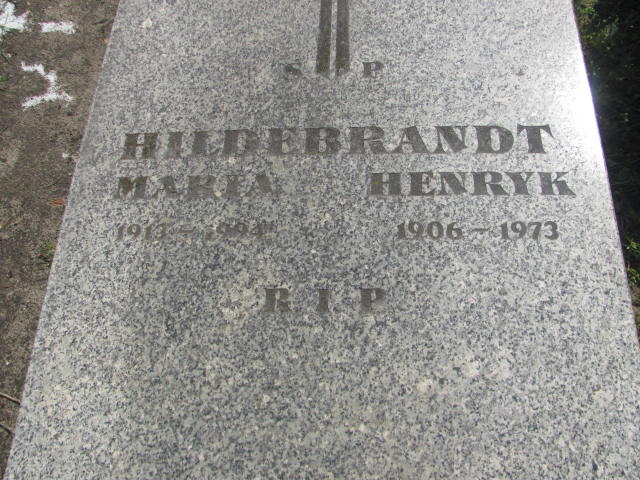 S P
HILDEBRANDT
MARIA HENRYK
1906 - 1973
R I P